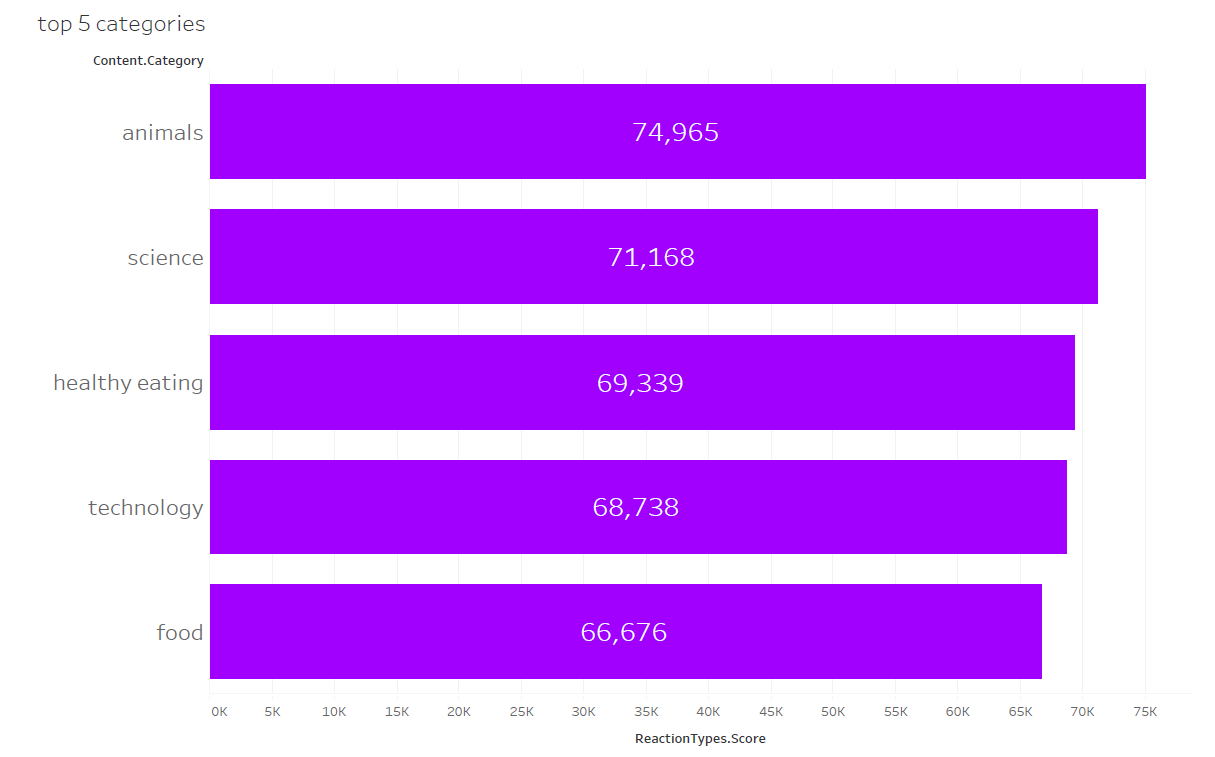 top 5 categories
Content.Category
animals 74,965
science 71,168
healthy eating 69,339
technology 68,738
food 66,676
0K 5K 10K 15K 20K 25K 30K 35K 40K 45K 50K 55K 60K 65K 70K 75K
ReactionTypes.Score